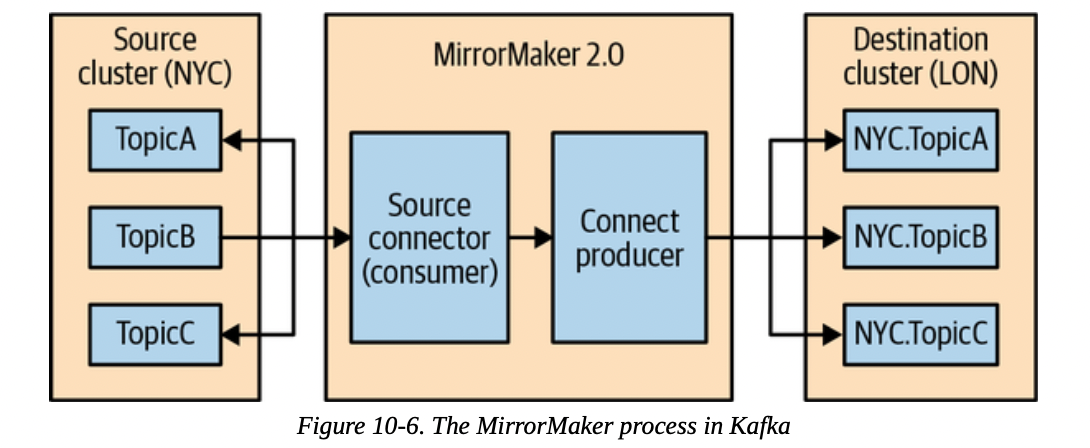 Source
cluster (NYC)
TopicA
TopicB
TopicC
MirrorMaker 2.0
Source
connector
(consumer)
Connect
producer
Destination
cluster (LON)
NYC.TopicA
NYC.TopicB
NYC.TopicC
Figure 10-6. The MirrorMaker process in Kafka